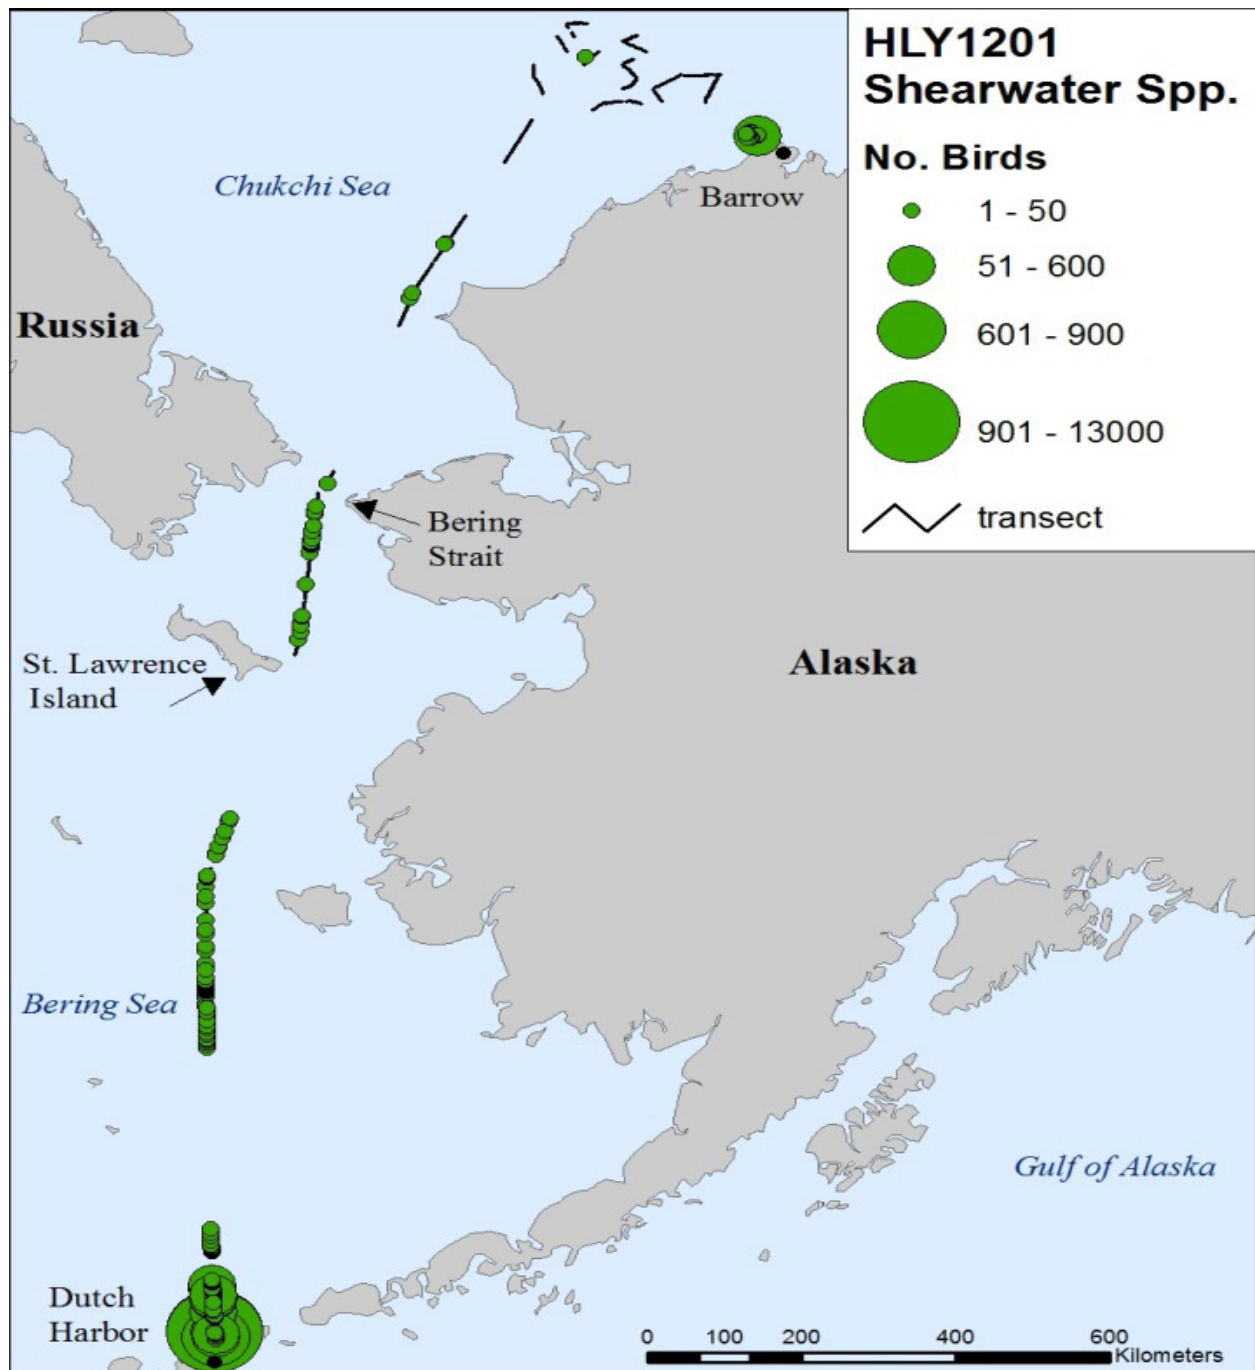 HLY1201
Shearwater Spp.
No. Birds
1 - 50
51 - 600
601 - 900
901 - 13000
transect
Chukchi Sea
Barrow
Russia
Bering
Strait
St. Lawrence
Island
Alaska
Bering Sea
Gulf of Alaska
Dutch
Harbor
0 100 200 400 600
Kilometers